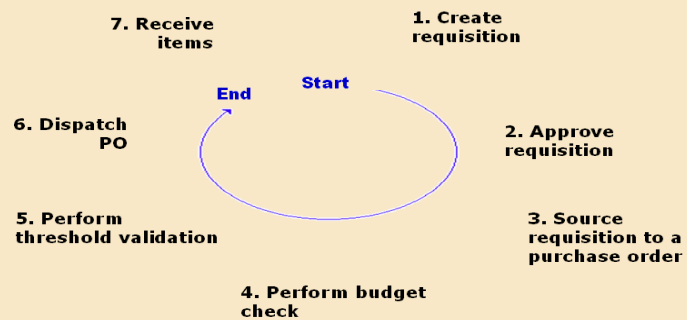 1. Create
requisition
2. Approve
requisition
3. Source
requisition to a
purchase order
4. Perform budget
check
5. Perform
threshold validation
6. Dispatch
PO
7. Receive
items
Start
End